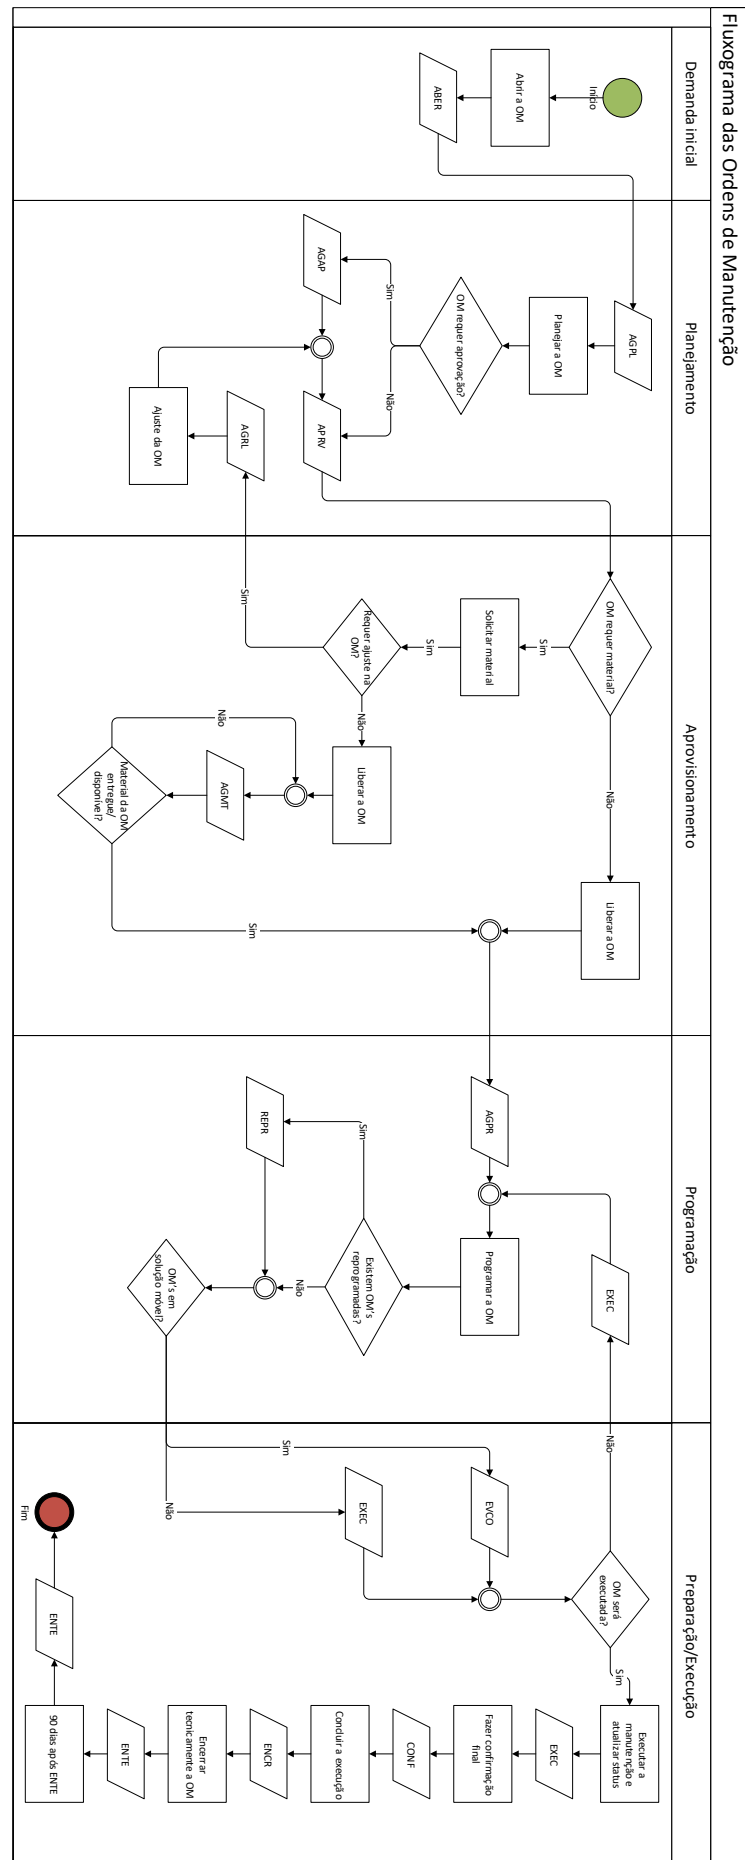 Fluxograma das Ordens de Manutenção
Demanda inicial
Início
Abrir a OM
ABER
Planejamento
AGPL
Planejar a OM
OM requer aprovação?
Sim
Não
AGAP
APRV
AGRL
Ajuste da OM
Aprovisionamento
OM requer material?
Sim
Não
Solicitar material
Sim
Requer ajuste na
OM?
Sim
Não
Liberar a OM
AGMT
Material da OM
entregue/
disponível?
Não
Sim
Liberar a OM
Programação
AGPR
Programar a OM
EXEC
Existem OM's
reprogramadas?
Sim
Não
REPR
OM's em
solução móvel?
Preparação/Execução
Sim
Não
EVCO
EXEC
OM será
executada?
Não
Sim
Executar a
manutenção e
atualizar status
EXEC
Fazer confirmação
final
CONF
Conduir a execução
ENCR
Encerrar
tecnicamente a OM
ENTE
90 dias após ENTE
ENTE
Fim